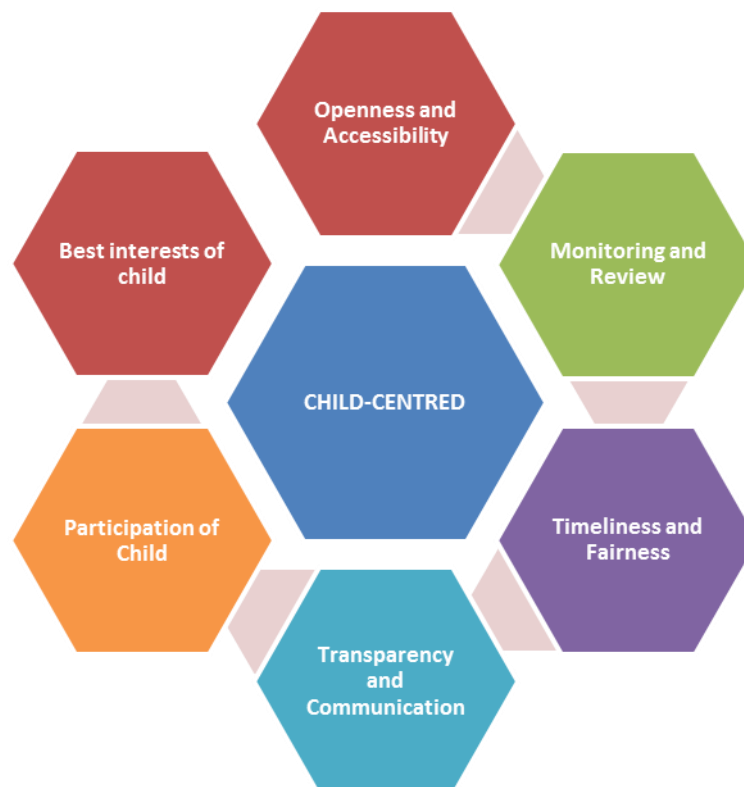 Openness and
Accessibility
Best interests of
child
Monitoring and
Review
CHILD-CENTRED
Participation of
Child
Timeliness and
Fairness
Transparency
and
Communication